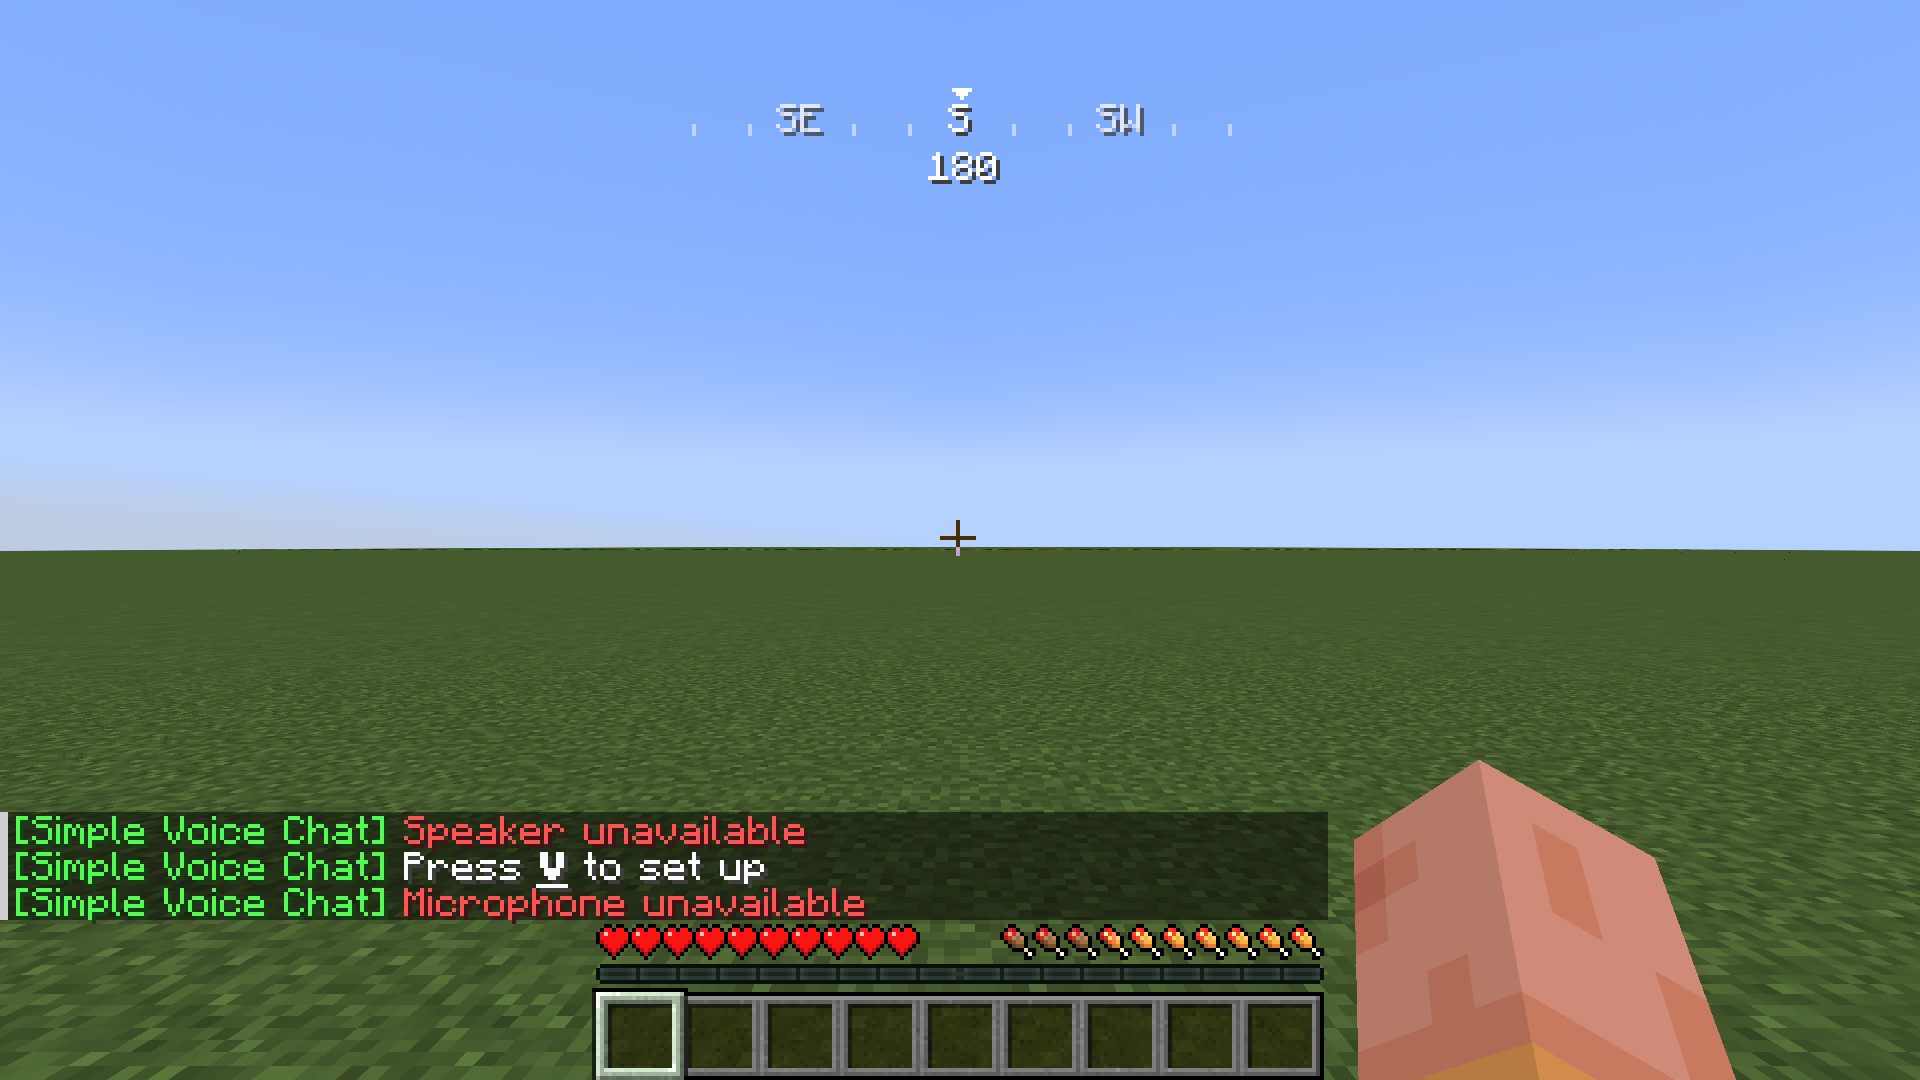 SE S SW
180
[Simple Voice Chat] Speaker unavailable
[Simple Voice Chat] Press V to set up
[Simple Voice Chat] Microphone unavailable